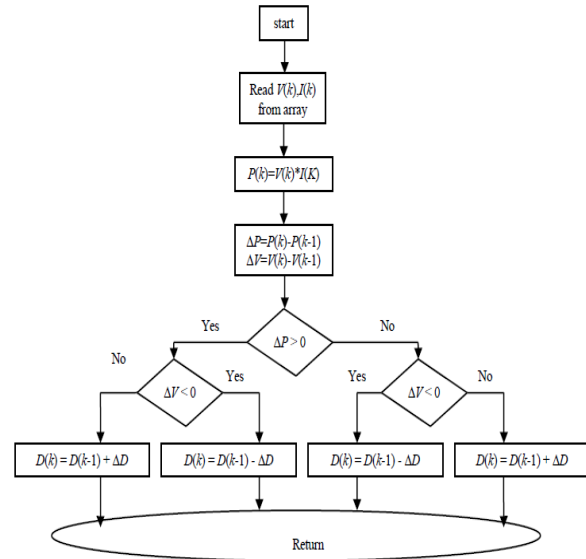 start
Read V(k),I(k)
from array
P(k)=V(k)*I(K)
ΔP=P(k)-P(k-1)
ΔV=V(k)-V(k-1)
Yes
No
ΔP > 0
No
Yes
Yes
No
ΔV < 0
ΔV < 0
D(k) = D(k-1) + ΔD
D(k) = D(k-1) - ΔD
D(k) = D(k-1) - ΔD
D(k) = D(k-1) + ΔD
Return